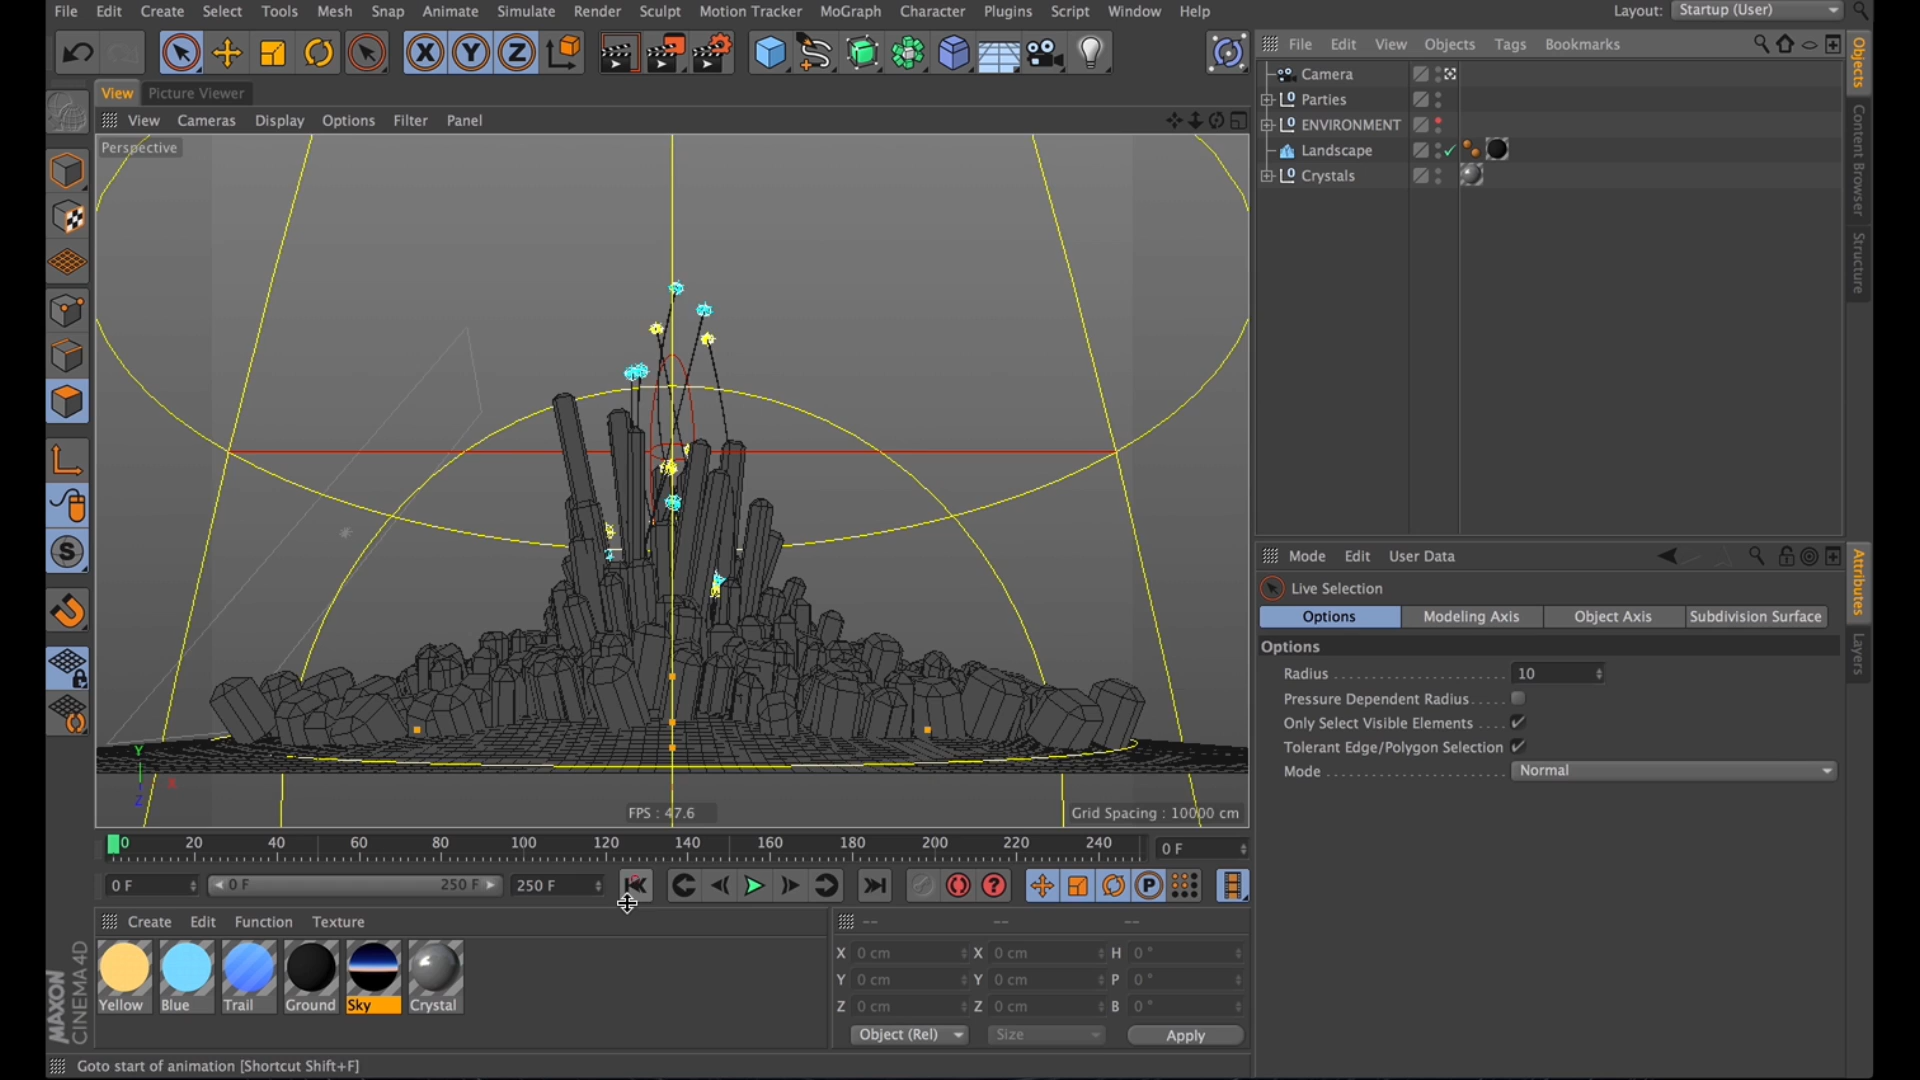 File Edit Create Select Tools Mesh Snap Animate Simulate Render Sculpt Motion Tracker MoGraph Character Plugins Script Window Help Layout: Startup (User)
X Y Z
File Edit View Objects Tags Bookmarks
View Picture Viewer
View Cameras Display Options Filter Panel
Perspective
Camera
Parties
ENVIRONMENT
Landscape
Crystals
Objects
Content Browser
Structure
Mode Edit User Data
Live Selection
Options Modeling Axis Object Axis Subdivision Surface
Options
Radius 10
Pressure Dependent Radius
Only Select Visible Elements
Tolerant Edge/Polygon Selection
Mode Normal
Attributes
Layers
Y
X
Z
FPS : 47.6
Grid Spacing : 10000 cm
0 20 40 60 80 100 120 140 160 180 200 220 240 0 F
0 F 0 F 250 F 250 F
Create Edit Function Texture
-- -- --
Yellow Blue Trail Ground Sky Crystal
X 0 cm X 0 cm H 0 °
Y 0 cm Y 0 cm P 0 °
Z 0 cm Z 0 cm B 0 °
Object (Rel) Size Apply
MAXON
CINEMA 4D
Goto start of animation [Shortcut Shift+F]